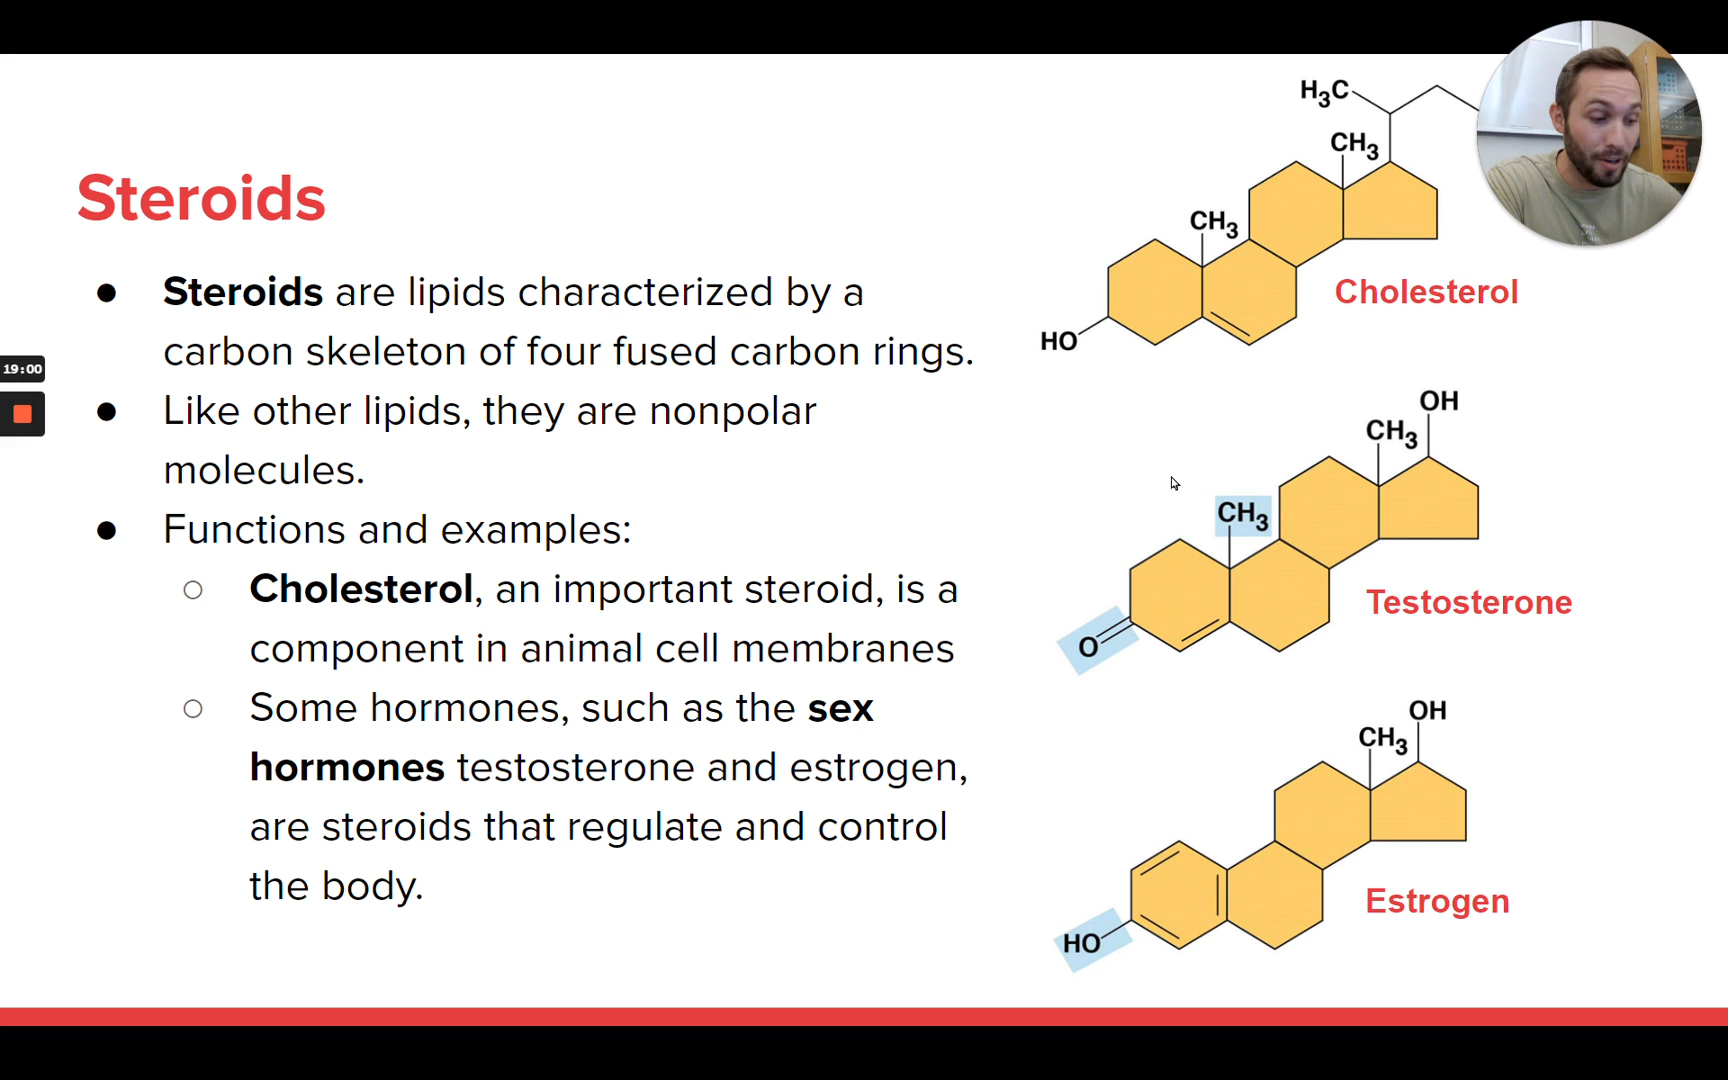 Steroids
● Steroids are lipids characterized by a
carbon skeleton of four fused carbon rings.
● Like other lipids, they are nonpolar
molecules.
● Functions and examples:
○ Cholesterol, an important steroid, is a
component in animal cell membranes
○ Some hormones, such as the sex
hormones testosterone and estrogen,
are steroids that regulate and control
the body.
19:00
H₃C
CH₃
CH₃
HO
Cholesterol
OH
CH₃
CH₃
O
Testosterone
OH
CH₃
HO
Estrogen